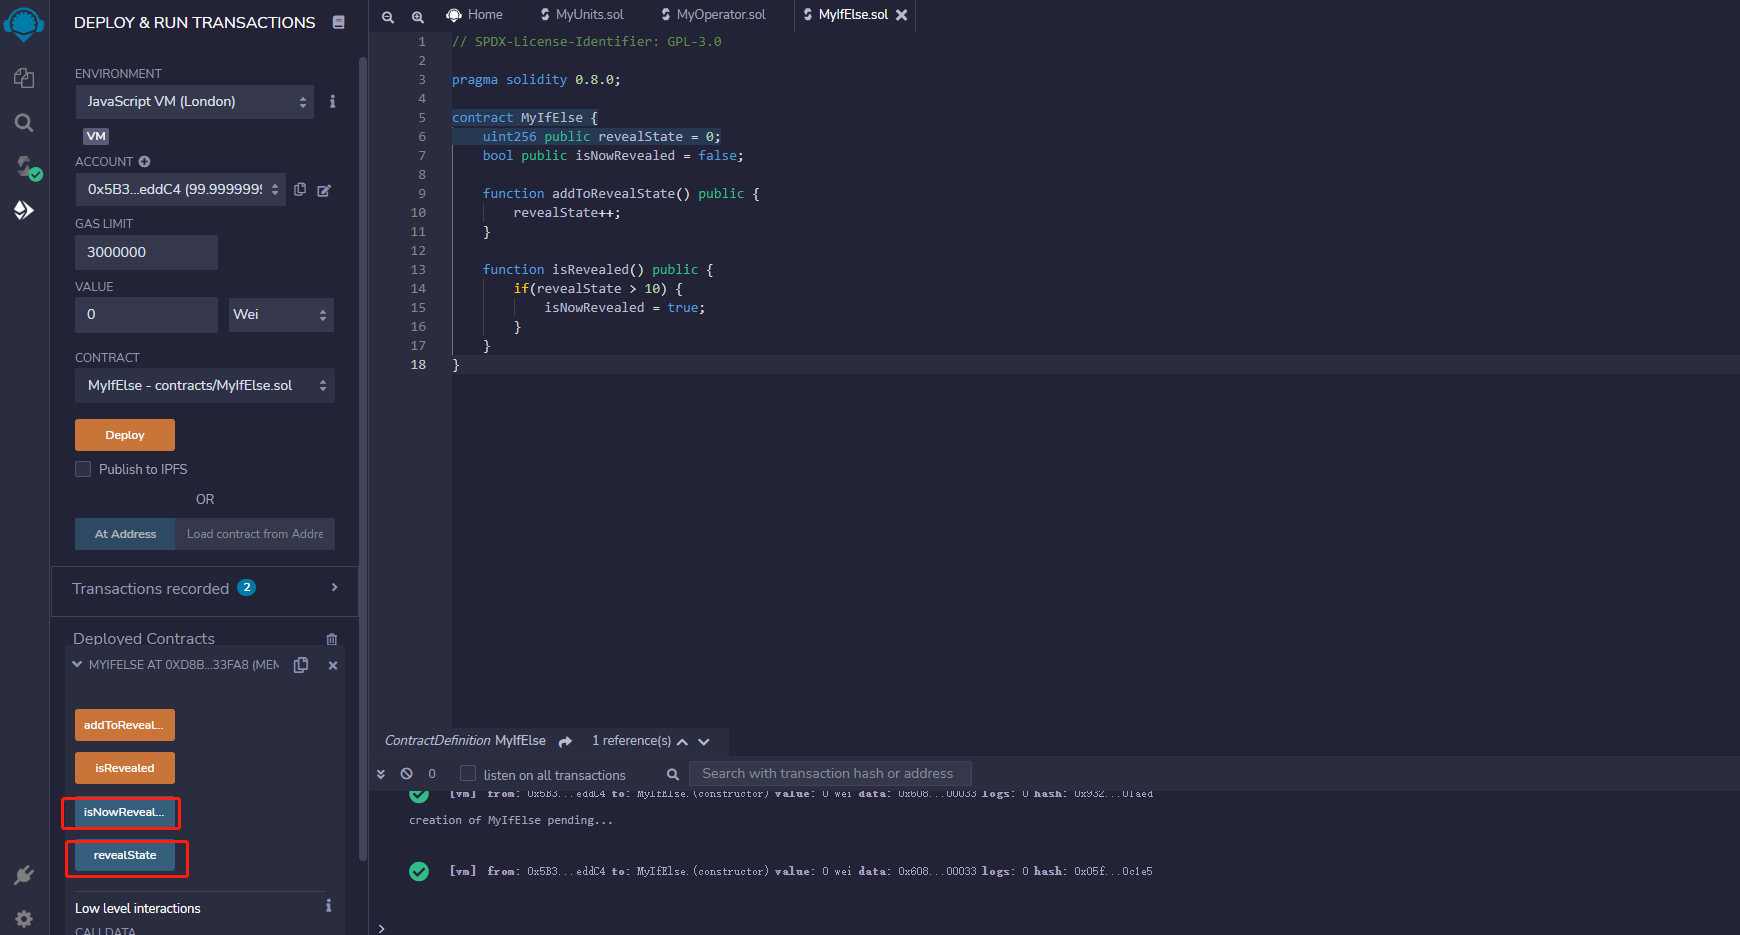 DEPLOY & RUN TRANSACTIONS
ENVIRONMENT
JavaScript VM (London)
VM
ACCOUNT
0x5B3...eddC4 (99.9999999
GAS LIMIT
3000000
VALUE
0
Wei
CONTRACT
MyIfElse - contracts/MyIfElse.sol
Deploy
Publish to IPFS
OR
At Address
Load contract from Addre
Transactions recorded 2
Deployed Contracts
MYIFELSE AT 0XD8B...33FA8 (MEM
addToReveal...
isRevealed
isNowReveal...
revealState
Low level interactions
CALLDATA
Home
MyUnits.sol
MyOperator.sol
MyIfElse.sol
1 // SPDX-License-Identifier: GPL-3.0
2
3 pragma solidity 0.8.0;
4
5 contract MyIfElse {
6 uint256 public revealState = 0;
7 bool public isNowRevealed = false;
8
9 function addToRevealState() public {
10 revealState++;
11 }
12
13 function isRevealed() public {
14 if(revealState > 10) {
15 isNowRevealed = true;
16 }
17 }
18 }
ContractDefinition MyIfElse 1 reference(s)
0 listen on all transactions Search with transaction hash or address
[vm] from: 0x5B3...eddC4 to: MyIfElse.(constructor) value: 0 wei data: 0x608...00033 logs: 0 hash: 0x932...01aed
creation of MyIfElse pending...
[vm] from: 0x5B3...eddC4 to: MyIfElse.(constructor) value: 0 wei data: 0x608...00033 logs: 0 hash: 0x05f...0c1e5
>